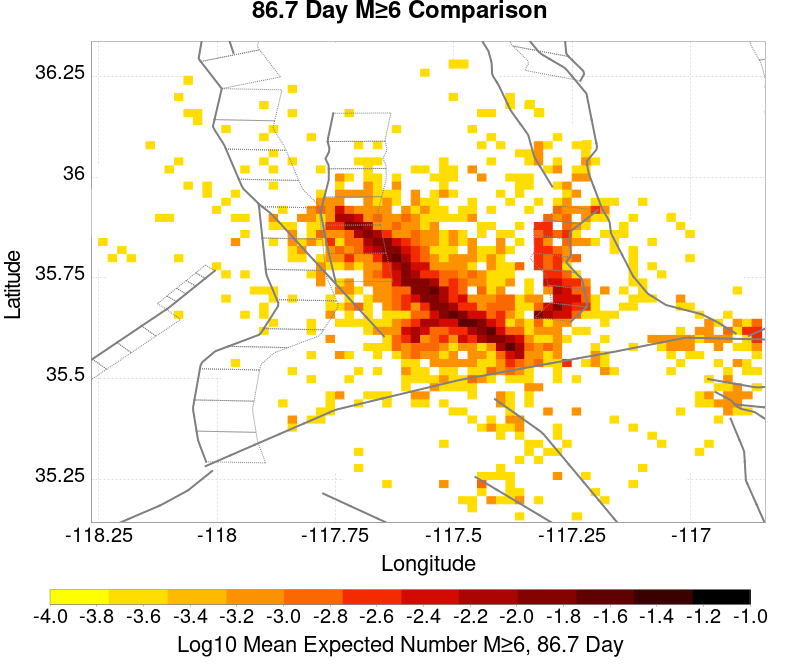 86.7 Day M≥6 Comparison
36.25
36
35.75
35.5
35.25
Latitude
-118.25 -118 -117.75 -117.5 -117.25 -117
Longitude
-4.0 -3.8 -3.6 -3.4 -3.2 -3.0 -2.8 -2.6 -2.4 -2.2 -2.0 -1.8 -1.6 -1.4 -1.2 -1.0
Log10 Mean Expected Number M≥6, 86.7 Day